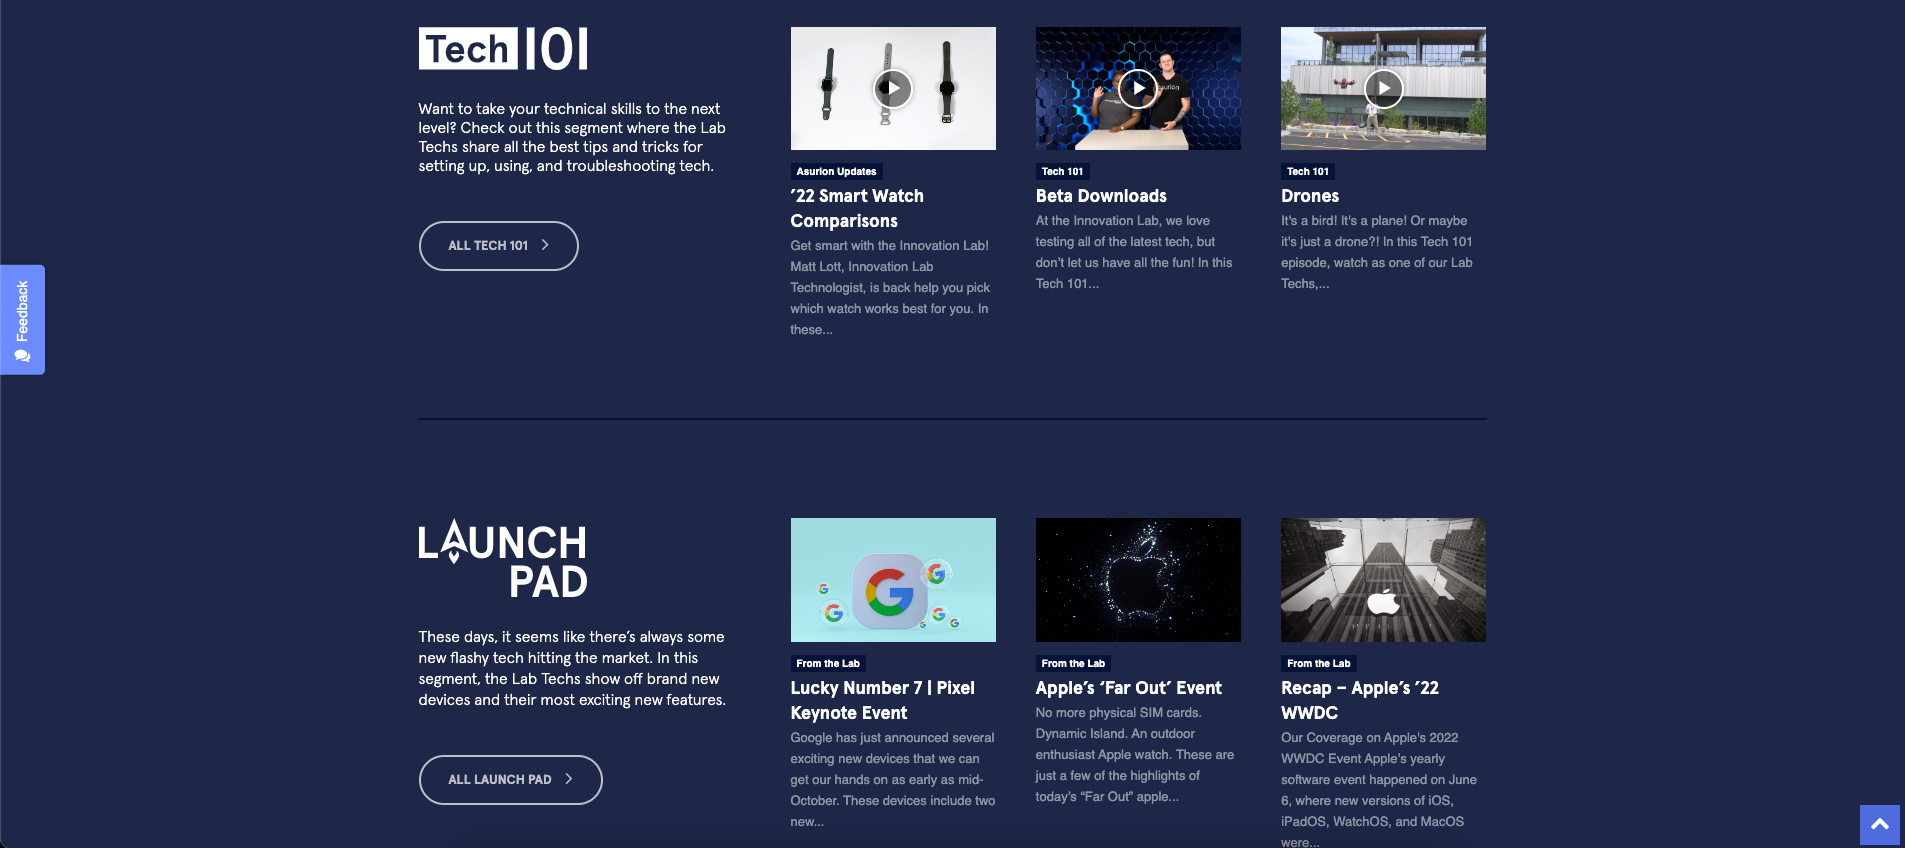 Tech 101
Want to take your technical skills to the next
level? Check out this segment where the Lab
Techs share all the best tips and tricks for
setting up, using, and troubleshooting tech.
ALL TECH 101
Asurion Updates
’22 Smart Watch
Comparisons
Get smart with the Innovation Lab!
Matt Lott, Innovation Lab
Technologist, is back help you pick
which watch works best for you. In
these...
Tech 101
Beta Downloads
At the Innovation Lab, we love
testing all of the latest tech, but
don’t let us have all the fun! In this
Tech 101...
Tech 101
Drones
It's a bird! It's a plane! Or maybe
it's just a drone?! In this Tech 101
episode, watch as one of our Lab
Techs,...
Feedback
LAUNCH
PAD
These days, it seems like there’s always some
new flashy tech hitting the market. In this
segment, the Lab Techs show off brand new
devices and their most exciting new features.
ALL LAUNCH PAD
From the Lab
Lucky Number 7 | Pixel
Keynote Event
Google has just announced several
exciting new devices that we can
get our hands on as early as mid-
October. These devices include two
new...
From the Lab
Apple’s ‘Far Out’ Event
No more physical SIM cards.
Dynamic Island. An outdoor
enthusiast Apple watch. These are
just a few of the highlights of
today’s “Far Out” apple...
From the Lab
Recap – Apple’s ’22
WWDC
Our Coverage on Apple's 2022
WWDC Event Apple’s yearly
software event happened on June
6, where new versions of iOS,
iPadOS, WatchOS, and MacOS
were...